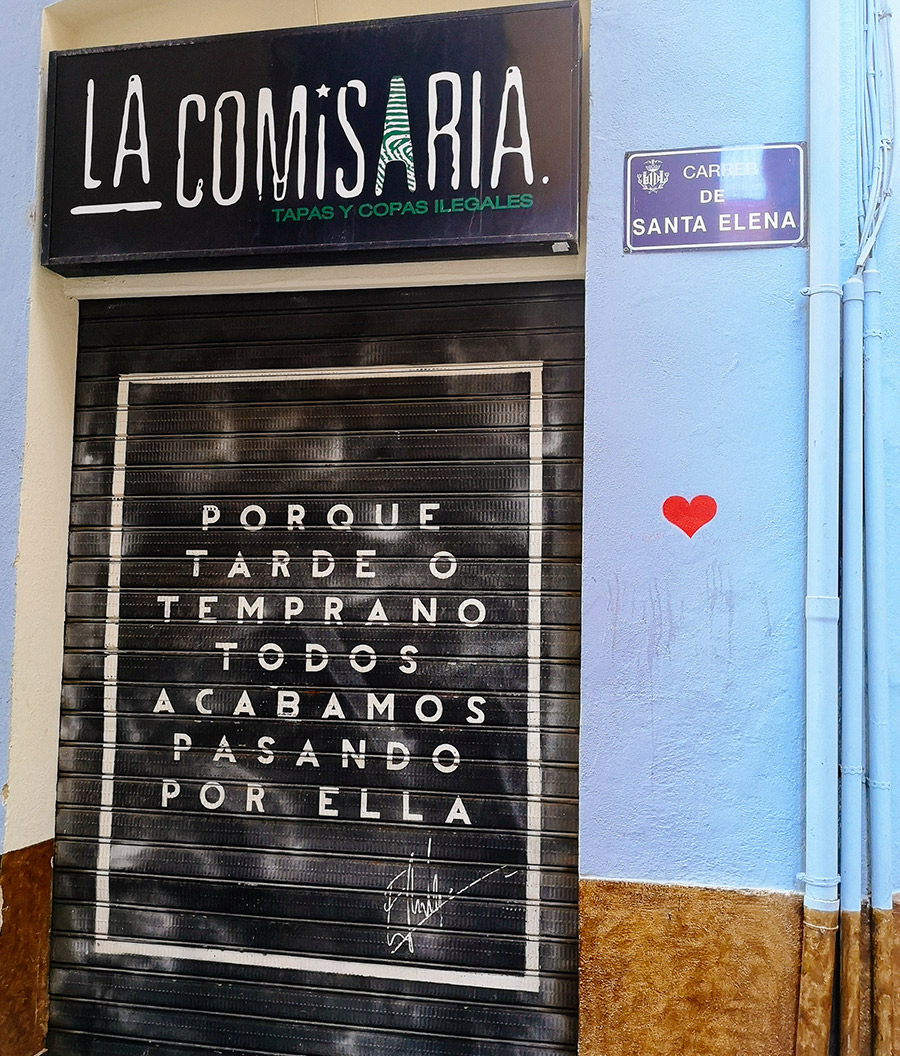 LA COMiSARIA.
TAPAS Y COPAS ILEGALES
CARRER
DE
SANTA ELENA
PORQUE
TARDE O
TEMPRANO
TODOS
ACABAMOS
PASANDO
POR ELLA